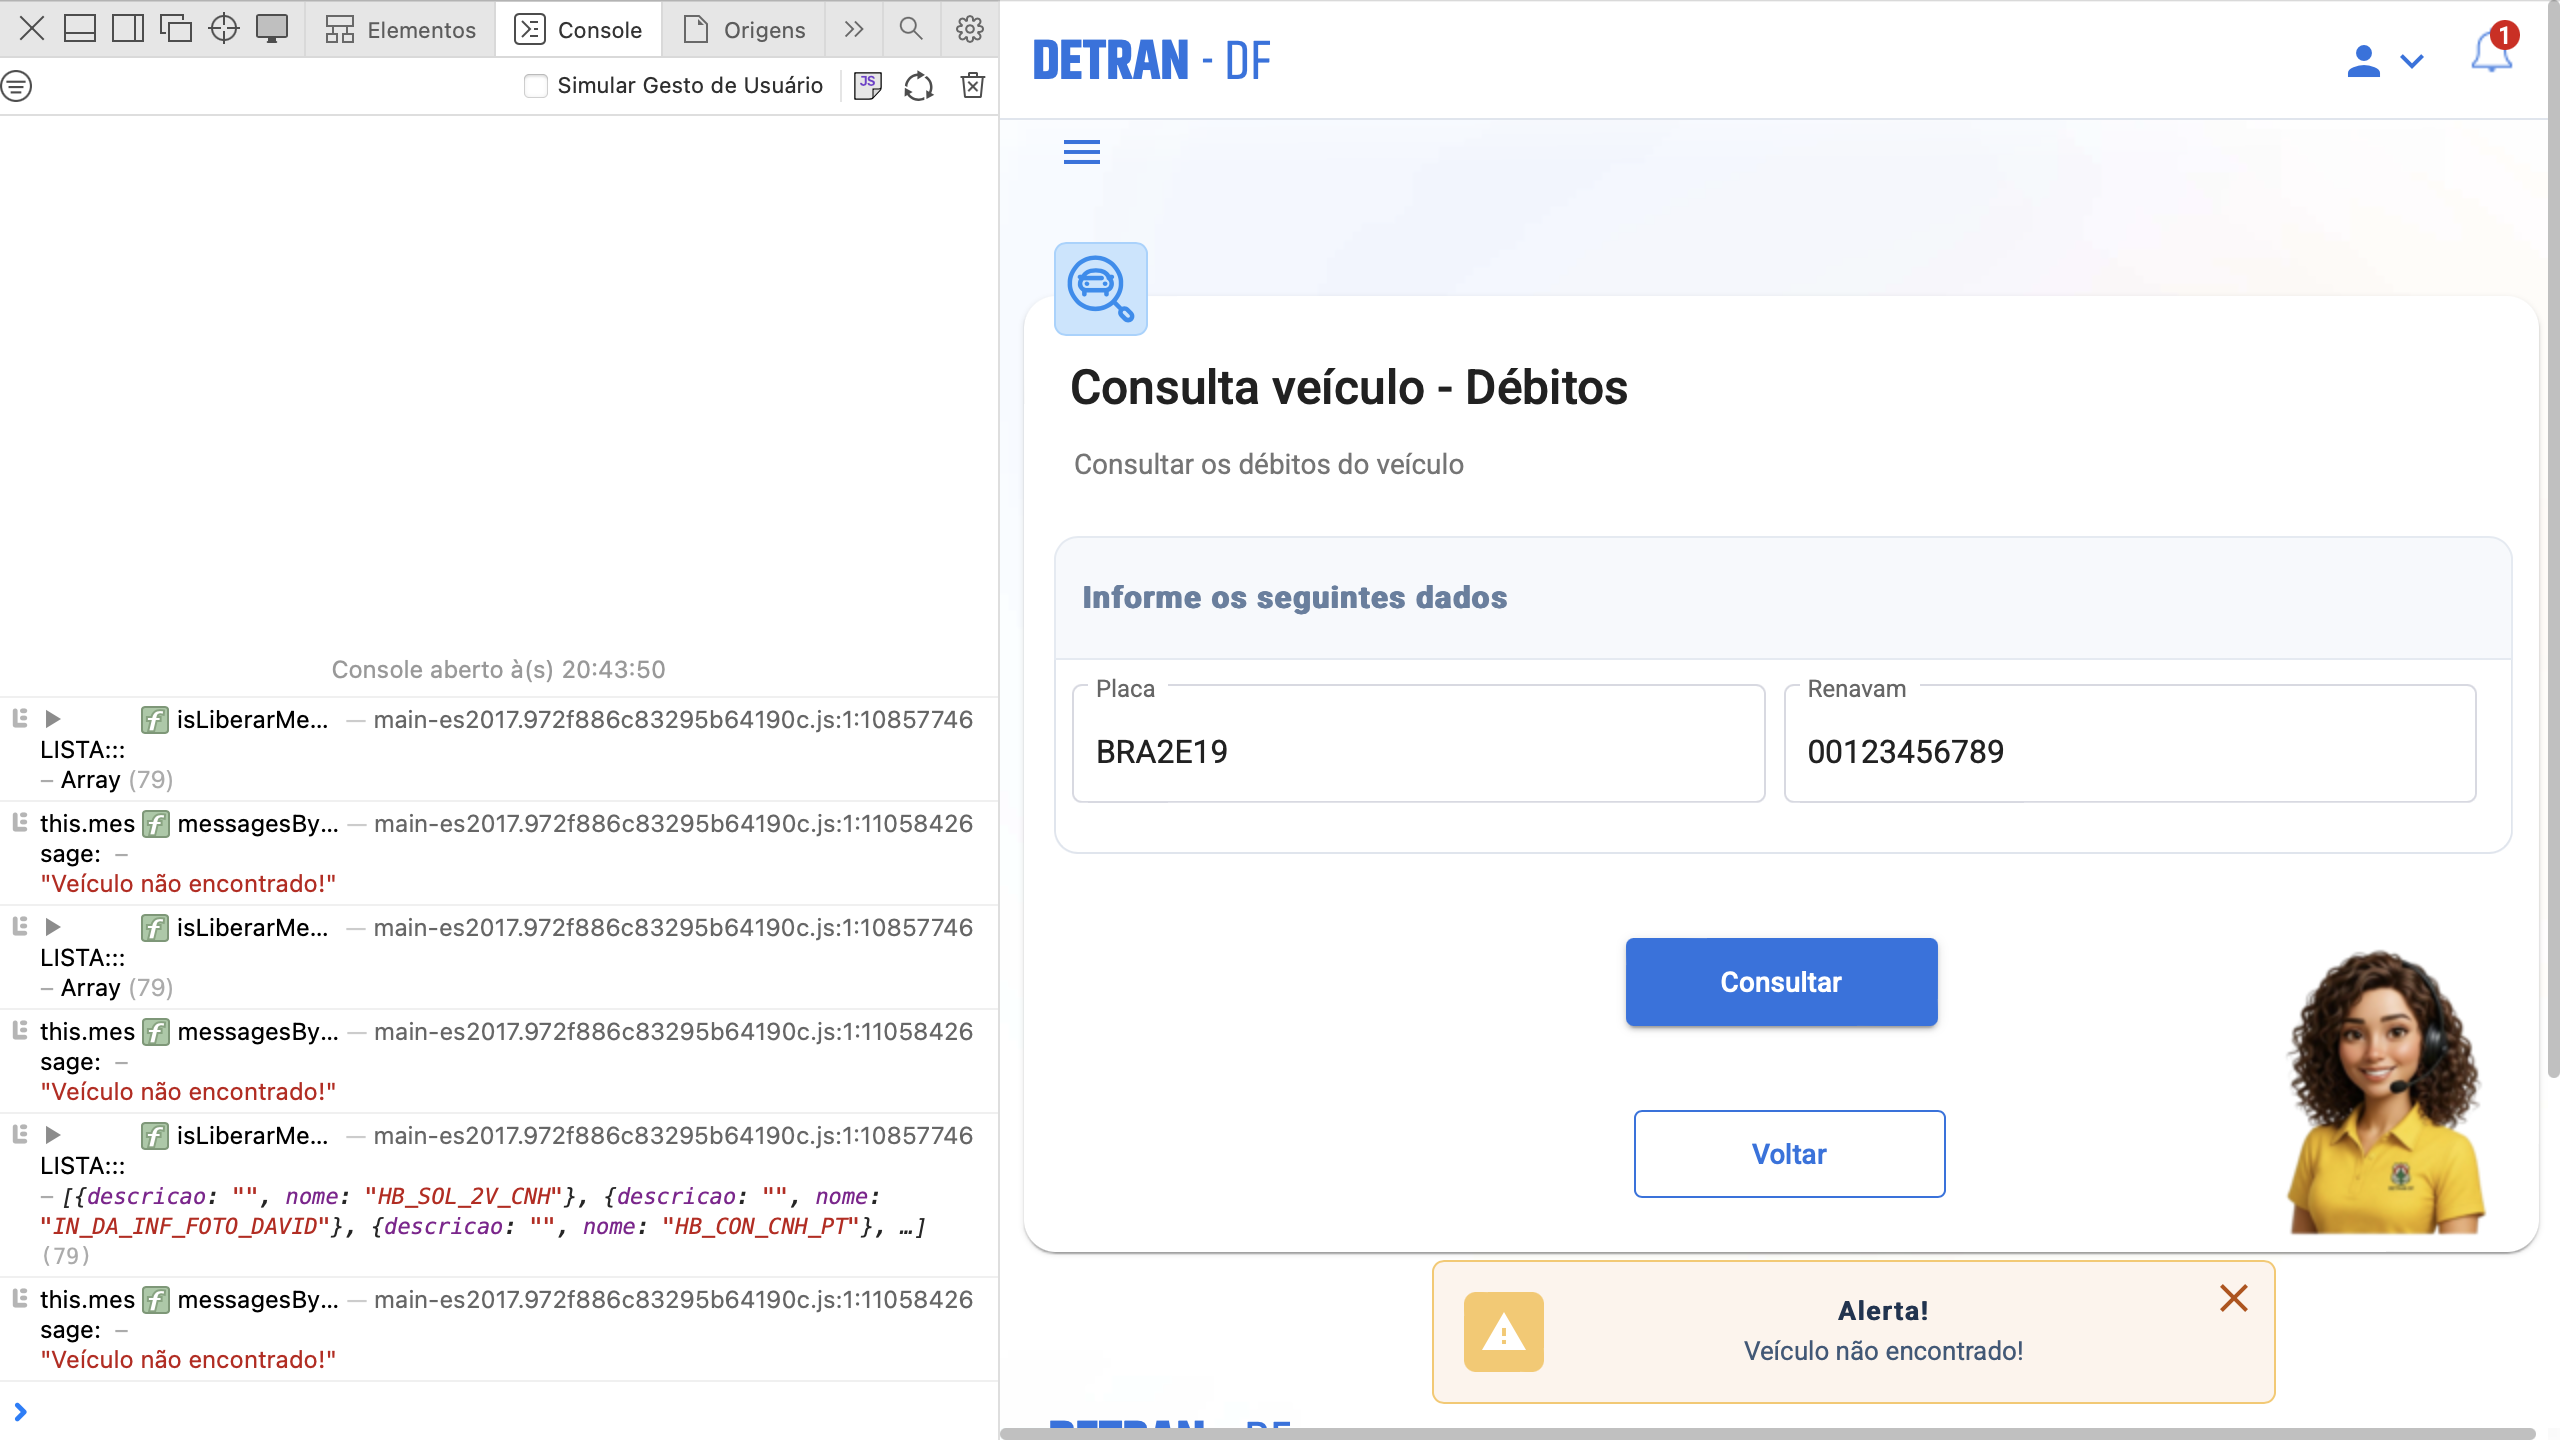 Elementos
Console
Origens
Simular Gesto de Usuário
JS
Console aberto à(s) 20:43:50
f isLiberarMe... — main-es2017.972f886c83295b64190c.js:1:10857746
LISTA:::
– Array (79)
this.mes f messagesBy... — main-es2017.972f886c83295b64190c.js:1:11058426
sage: –
"Veículo não encontrado!"
f isLiberarMe... — main-es2017.972f886c83295b64190c.js:1:10857746
LISTA:::
– Array (79)
this.mes f messagesBy... — main-es2017.972f886c83295b64190c.js:1:11058426
sage: –
"Veículo não encontrado!"
f isLiberarMe... — main-es2017.972f886c83295b64190c.js:1:10857746
LISTA:::
– [{descricao: "", nome: "HB_SOL_2V_CNH"}, {descricao: "", nome:
"IN_DA_INF_FOTO_DAVID"}, {descricao: "", nome: "HB_CON_CNH_PT"}, …]
(79)
this.mes f messagesBy... — main-es2017.972f886c83295b64190c.js:1:11058426
sage: –
"Veículo não encontrado!"
DETRAN - DF
1
Consulta veículo - Débitos
Consultar os débitos do veículo
Informe os seguintes dados
Placa
BRA2E19
Renavam
00123456789
Consultar
Voltar
Alerta!
Veículo não encontrado!
DETRAN - DF